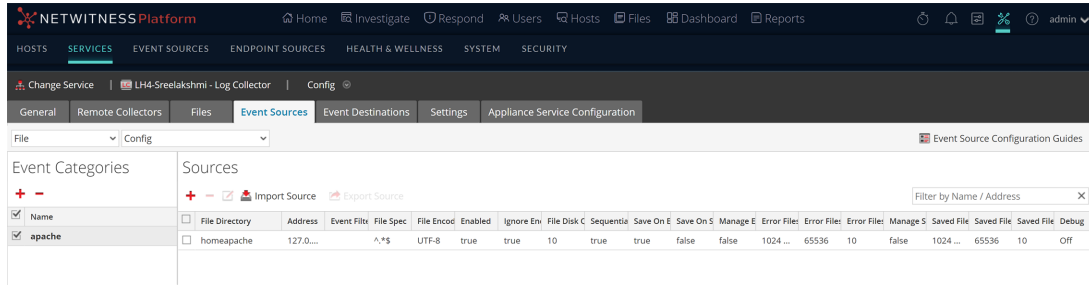 NETWITNESS Platform Home Investigate Respond Users Hosts Files Dashboard Reports admin
HOSTS SERVICES EVENT SOURCES ENDPOINT SOURCES HEALTH & WELLNESS SYSTEM SECURITY
Change Service | LH4-Sreelakshmi - Log Collector | Config
General Remote Collectors Files Event Sources Event Destinations Settings Appliance Service Configuration
File Config Event Source Configuration Guides
Event Categories Sources
Import Source Export Source Filter by Name / Address
Name File Directory Address Event Filte File Spec File Encod Enabled Ignore En File Disk Q Sequentia Save On E Save On S Manage E Error Files Error Files Error Files Manage S Saved File Saved File Saved File Debug
apache homeapache 127.0.... ^.*$ UTF-8 true true 10 true true false false 1024 ... 65536 10 false 1024 ... 65536 10 Off